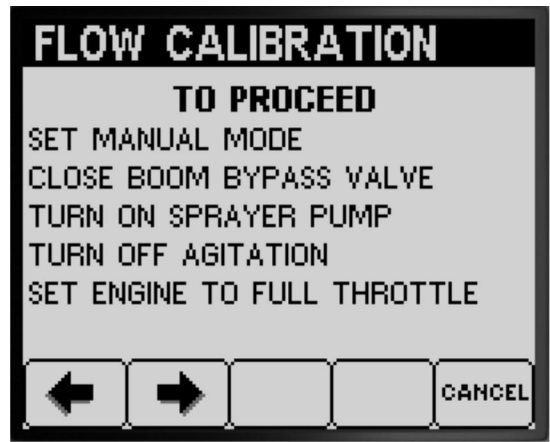 FLOW CALIBRATION
TO PROCEED
SET MANUAL MODE
CLOSE BOOM BYPASS VALVE
TURN ON SPRAYER PUMP
TURN OFF AGITATION
SET ENGINE TO FULL THROTTLE
CANCEL